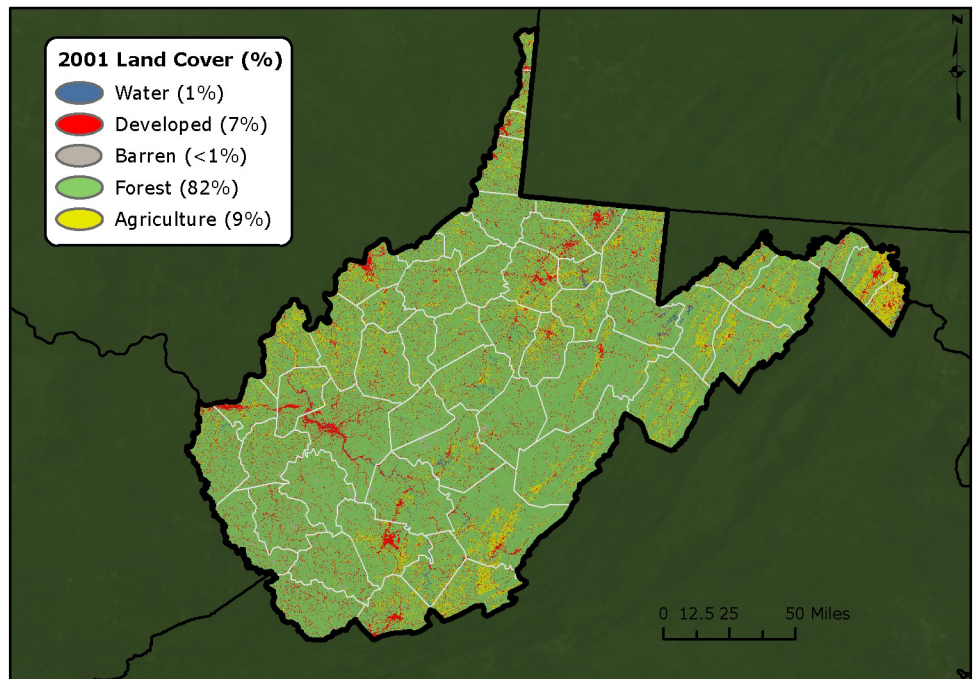 2001 Land Cover (%)
Water (1%)
Developed (7%)
Barren (<1%)
Forest (82%)
Agriculture (9%)
N
0 12.5 25 50 Miles